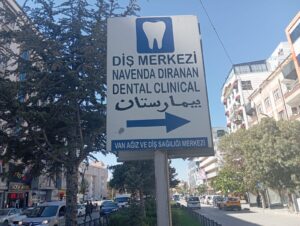 DİŞ MERKEZİ
NAVENDA DIRANAN
DENTAL CLINICAL
بیمارستان
VAN AĞIZ VE DİŞ SAĞLIĞI MERKEZİ